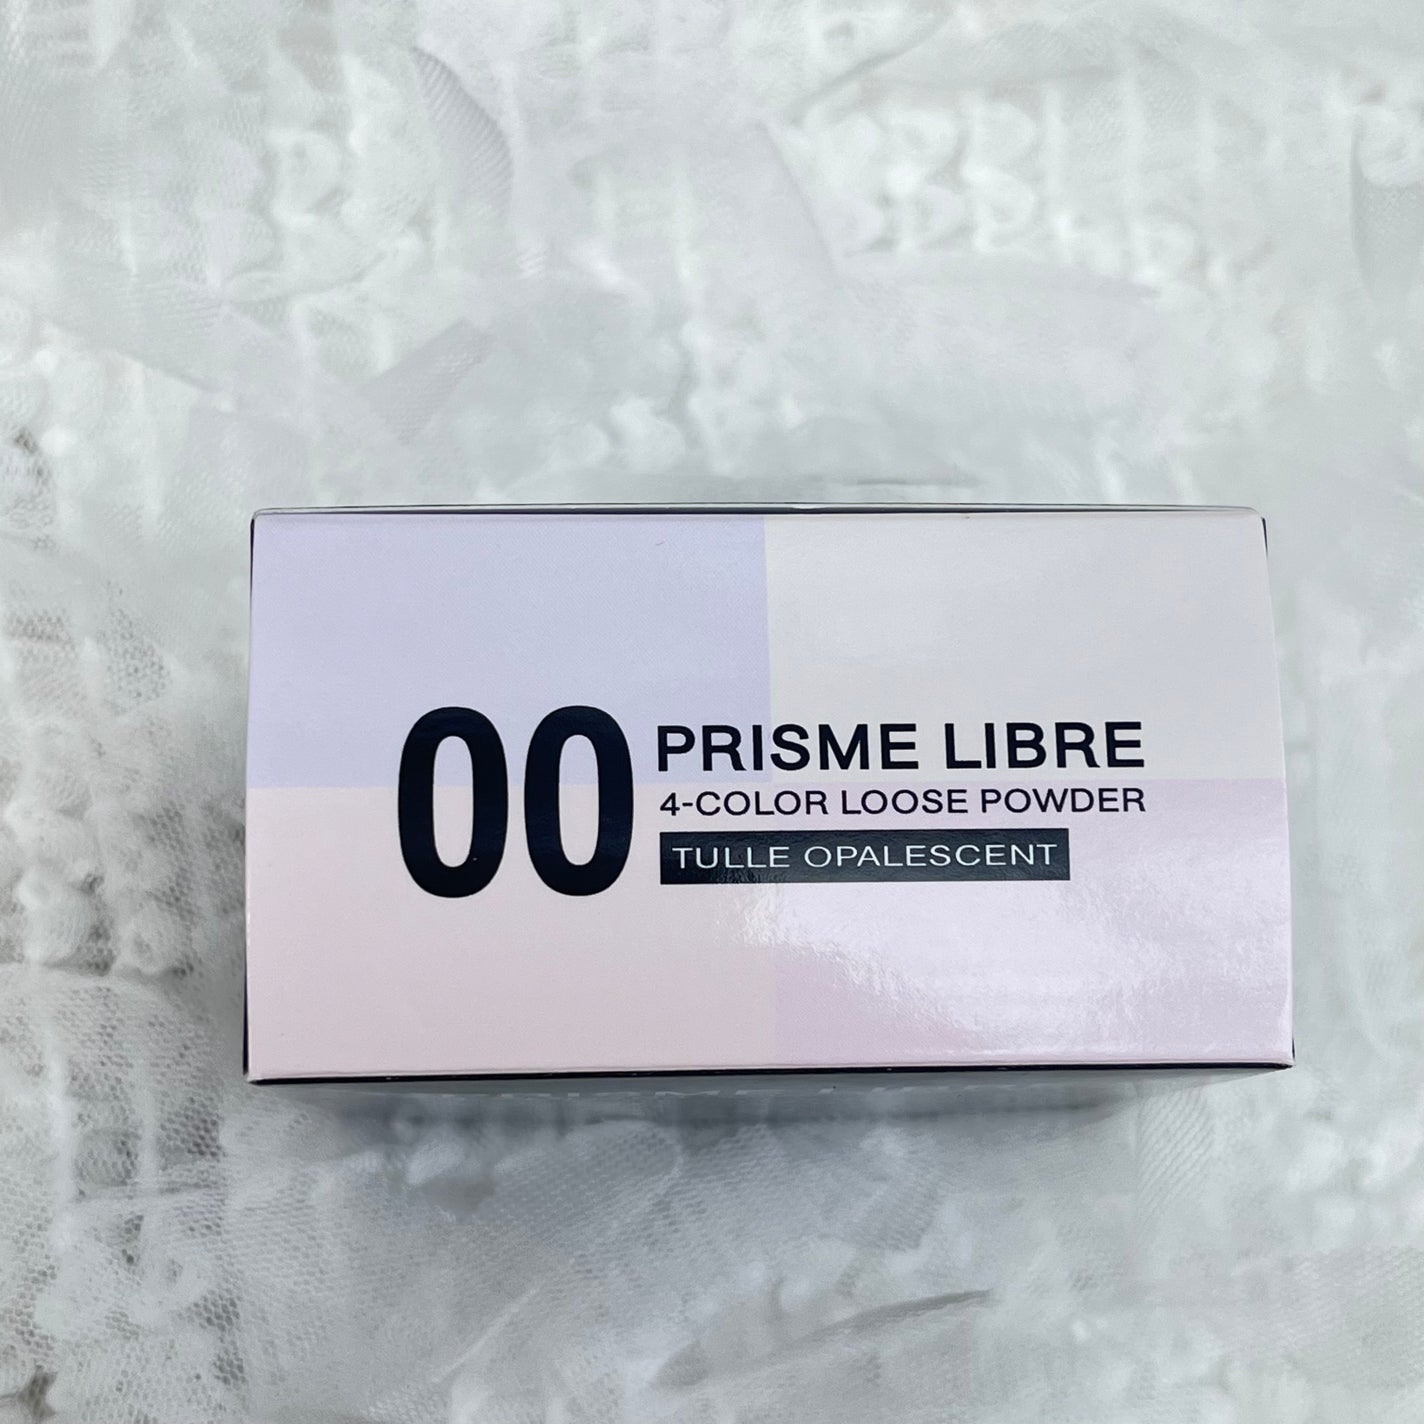 00
PRISME LIBRE
4-COLOR LOOSE POWDER
TULLE OPALESCENT